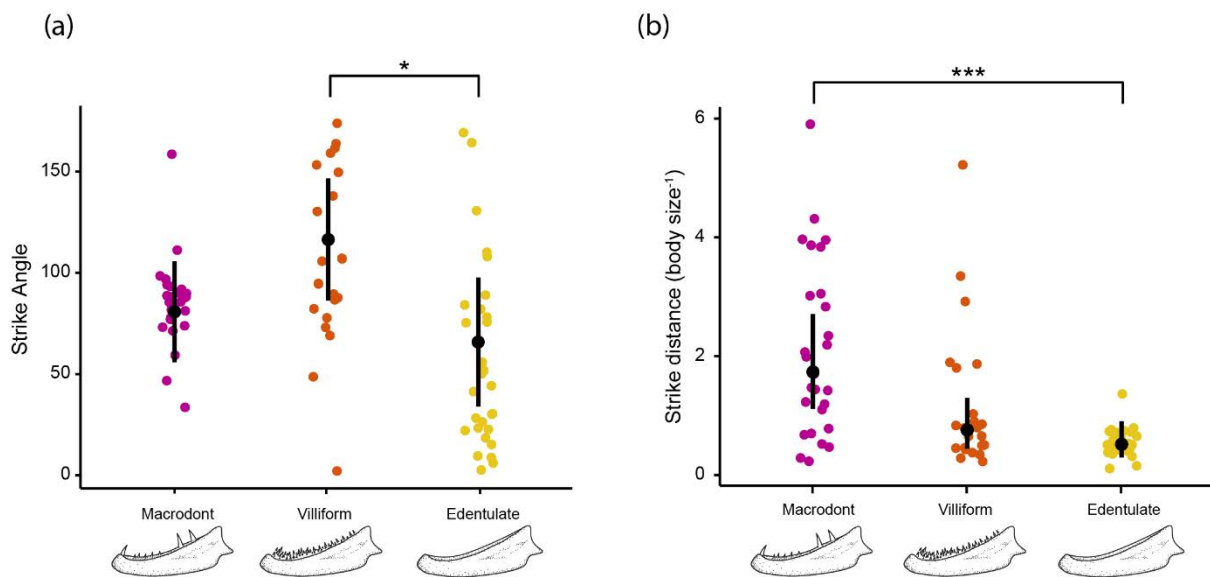 (a)
*
Strike Angle
150
100
50
0
Macrodont Villiform Edentulate
(b)
***
Strike distance (body size⁻¹)
6
4
2
0
Macrodont Villiform Edentulate